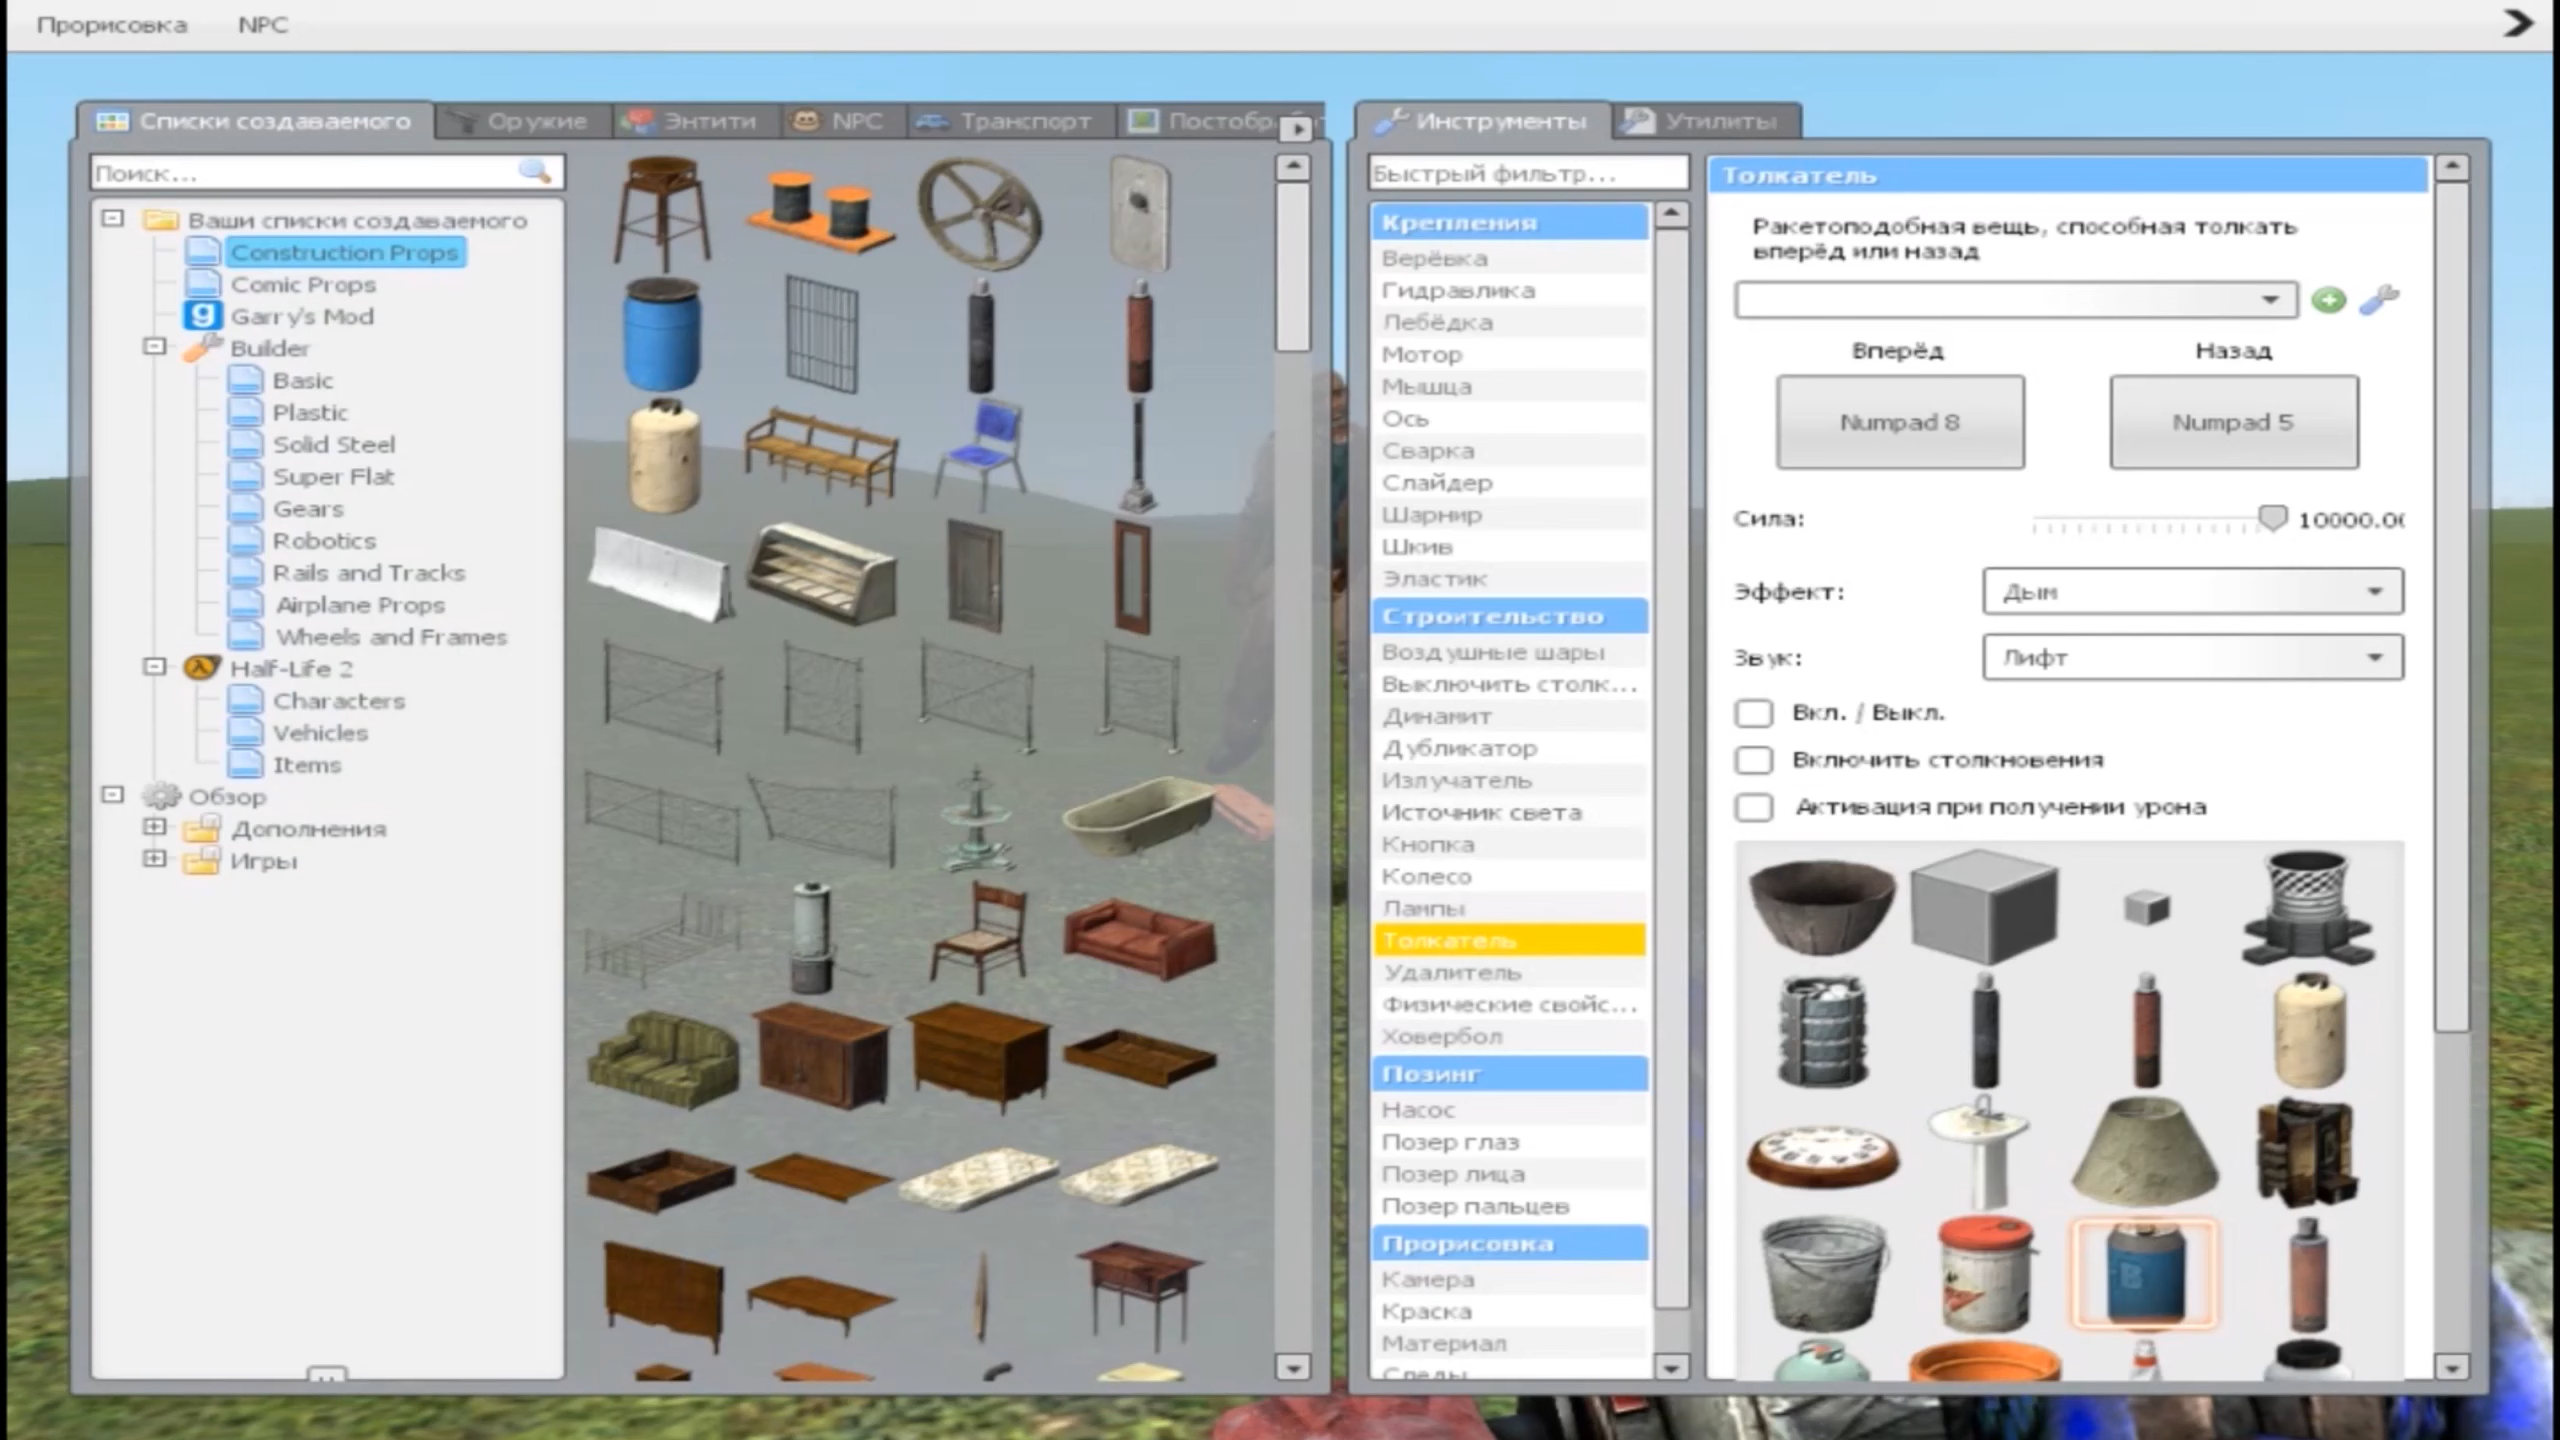 Прорисовка NPC
Списки создаваемого Оружие Энтити NPC Транспорт
Поиск...
Ваши списки создаваемого
Construction Props
Comic Props
Garry's Mod
Builder
Basic
Plastic
Solid Steel
Super Flat
Gears
Robotics
Rails and Tracks
Airplane Props
Wheels and Frames
Half-Life 2
Characters
Vehicles
Items
Обзор
Дополнения
Игры
Инструменты Утилиты
Быстрый фильтр...
Крепления
Верёвка
Гидравлика
Лебёдка
Мотор
Мышца
Ось
Сварка
Слайдер
Шарнир
Шкив
Эластик
Строительство
Воздушные шары
Выключить столк...
Динамит
Дубликатор
Излучатель
Источник света
Кнопка
Колесо
Лампы
Толкатель
Удалитель
Физические свойс...
Ховербол
Позинг
Насос
Позер глаз
Позер лица
Позер пальцев
Прорисовка
Камера
Краска
Материал
Толкатель
Ракетоподобная вещь, способная толкать
вперёд или назад
Вперёд Назад
Numpad 8 Numpad 5
Сила: 10000.0
Эффект: Дым
Звук: Лифт
Вкл. / Выкл.
Включить столкновения
Активация при получении урона